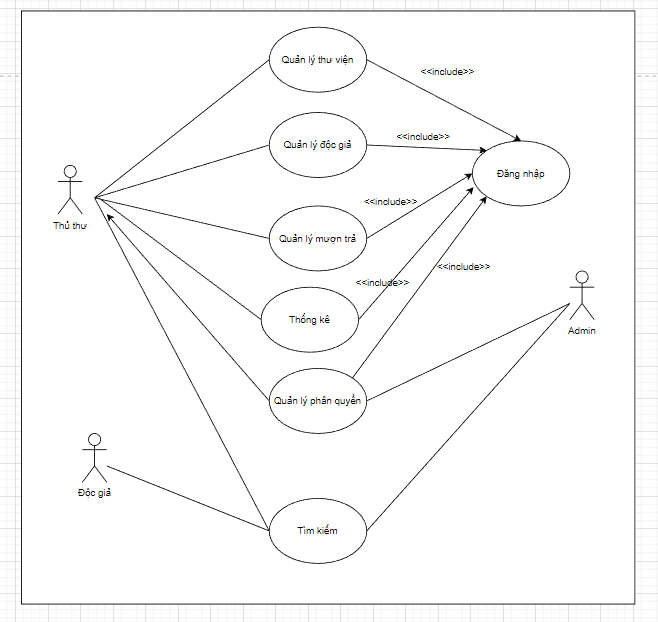 Quản lý thư viện
<<include>>
Quản lý độc giả
<<include>>
Đăng nhập
Thủ thư
<<include>>
Quản lý mượn trả
<<include>>
<<include>>
Thống kê
Admin
Quản lý phân quyền
Độc giả
Tìm kiếm